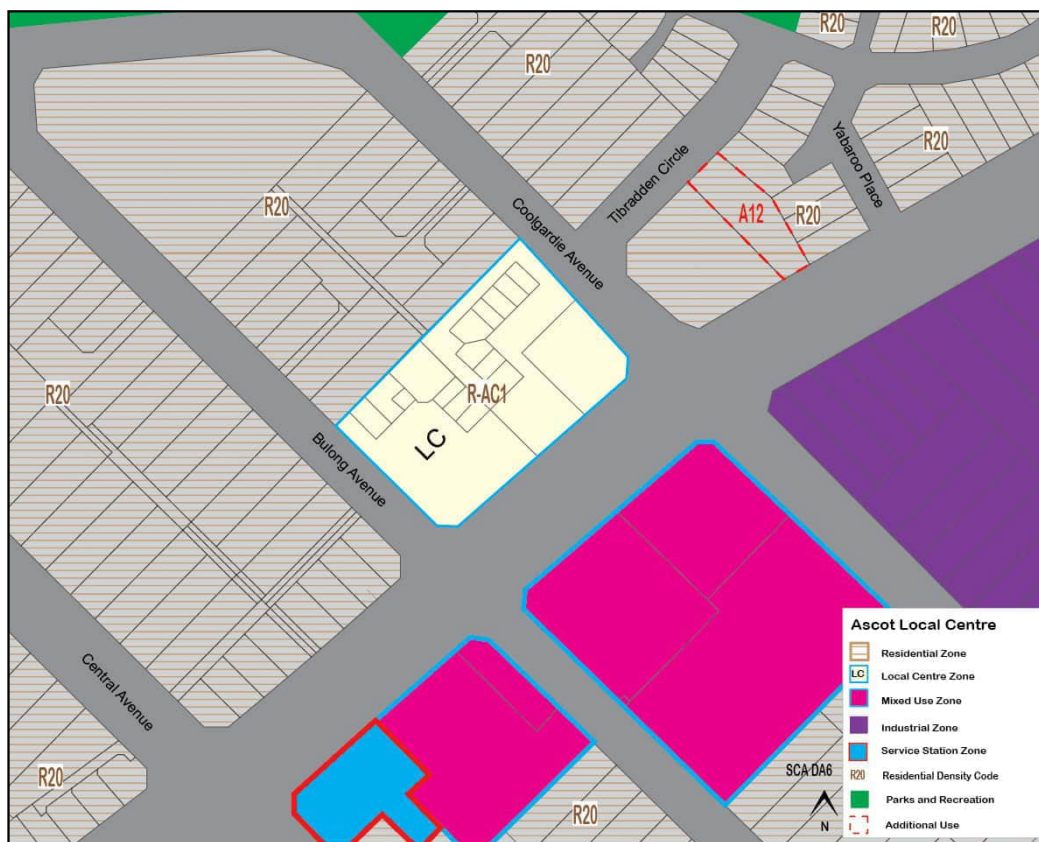 R20
R20
R20
R20
R20
Yabaroo Place
Tibradden Circle
Coolgardie Avenue
A12
R20
R-AC1
LC
R20
Bulong Avenue
Central Avenue
R20
R20
SCA DA6
N
Ascot Local Centre
Residential Zone
LC Local Centre Zone
Mixed Use Zone
Industrial Zone
Service Station Zone
R20 Residential Density Code
Parks and Recreation
Additional Use